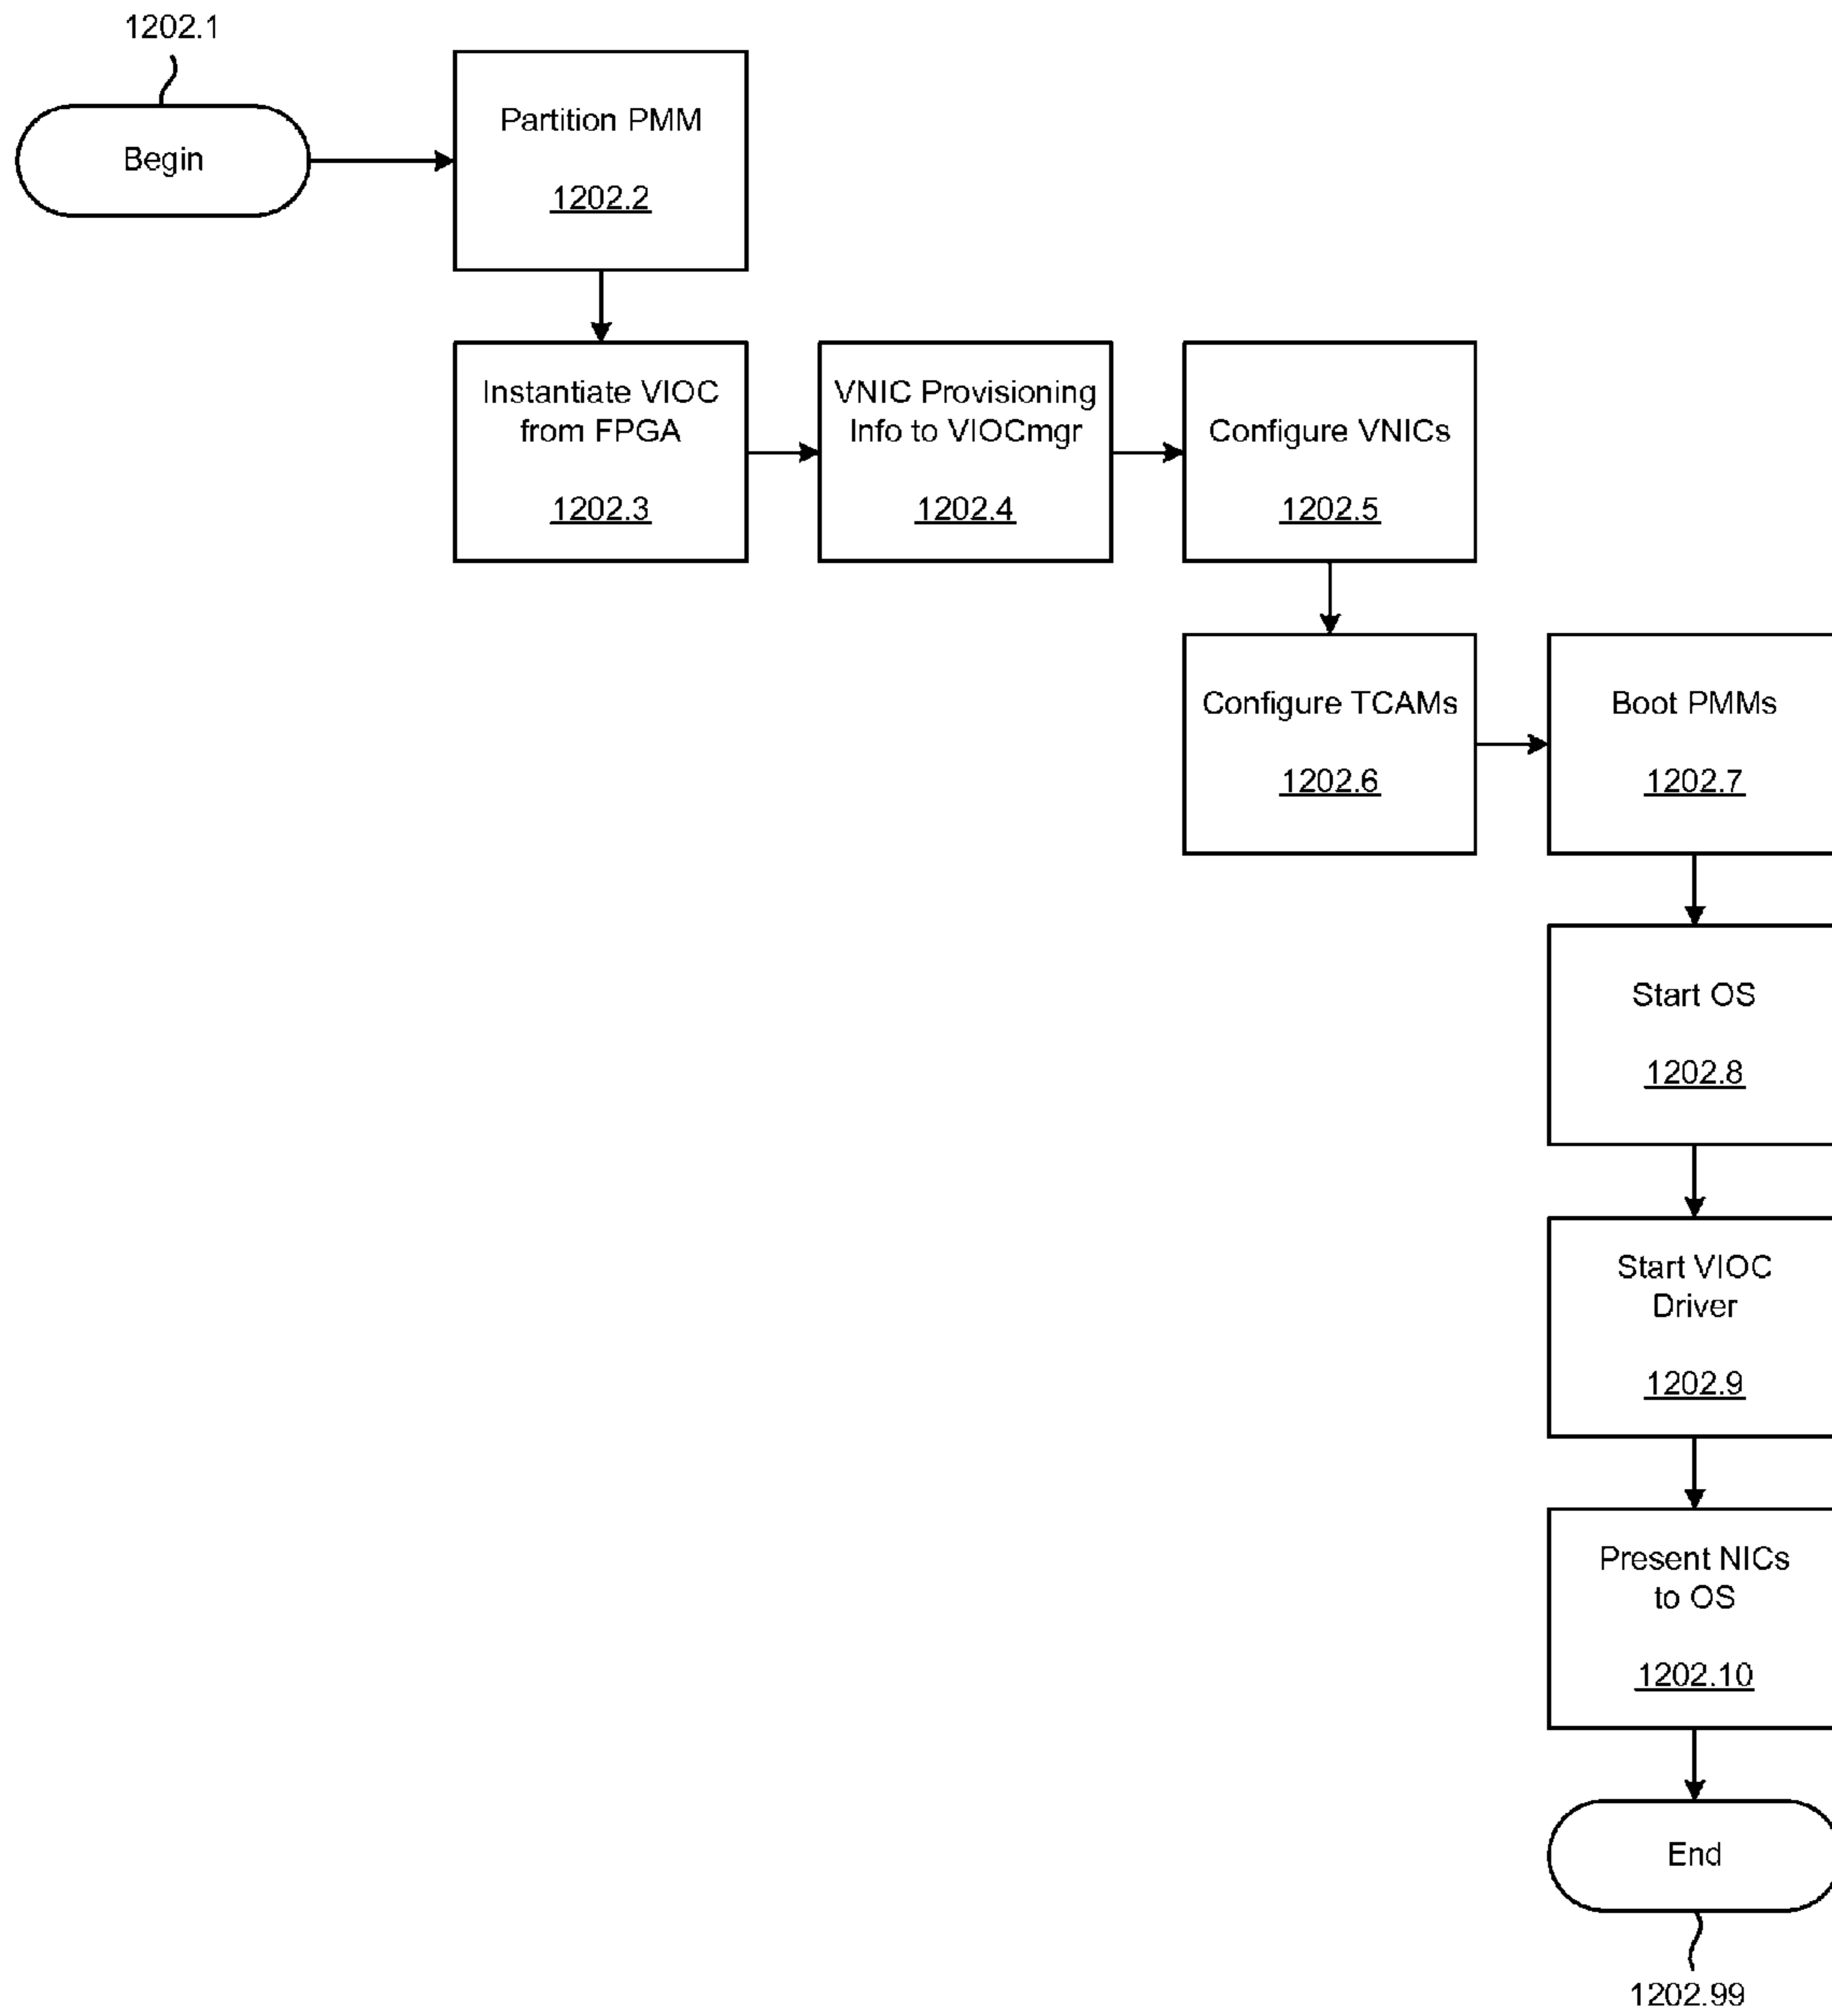 1202.1
Begin
Partition PMM
1202.2
Instantiate VIOC
from FPGA
1202.3
VNIC Provisioning
Info to VIOCmgr
1202.4
Configure VNICs
1202.5
Configure TCAMs
1202.6
Boot PMMs
1202.7
Start OS
1202.8
Start VIOC
Driver
1202.9
Present NICs
to OS
1202.10
End
1202.99